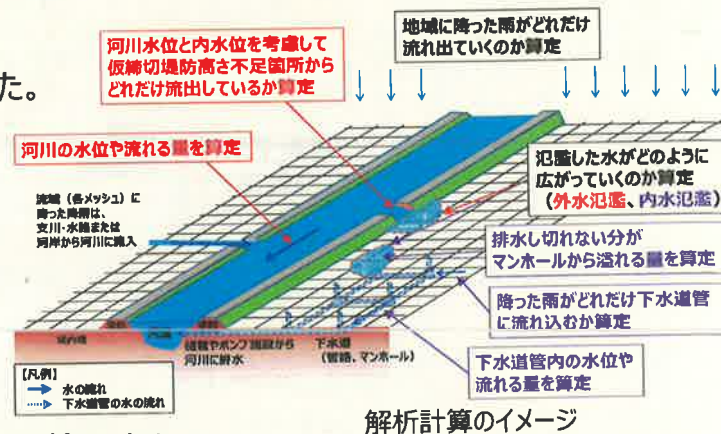 た。
河川水位と内水位を考慮して
仮締切堤防高さ不足箇所から
どれだけ流出しているか算定
地域に降った雨がどれだけ
流れ出ていくのか算定
河川の水位や流れる量を算定
氾濫した水がどのように
広がっていくのか算定
(外水氾濫、内水氾濫)
流域(各メッシュ)に
降った降雨は、
支川・水路または
河岸から河川に流入
排水し切れない分が
マンホールから溢れる量を算定
降った雨がどれだけ下水道管
に流れ込むか算定
下水道管内の水位や
流れる量を算定
河川に排水
下水道
(管路、マンホール)
【凡例】
水の流れ
下水道管の水の流れ
解析計算のイメージ